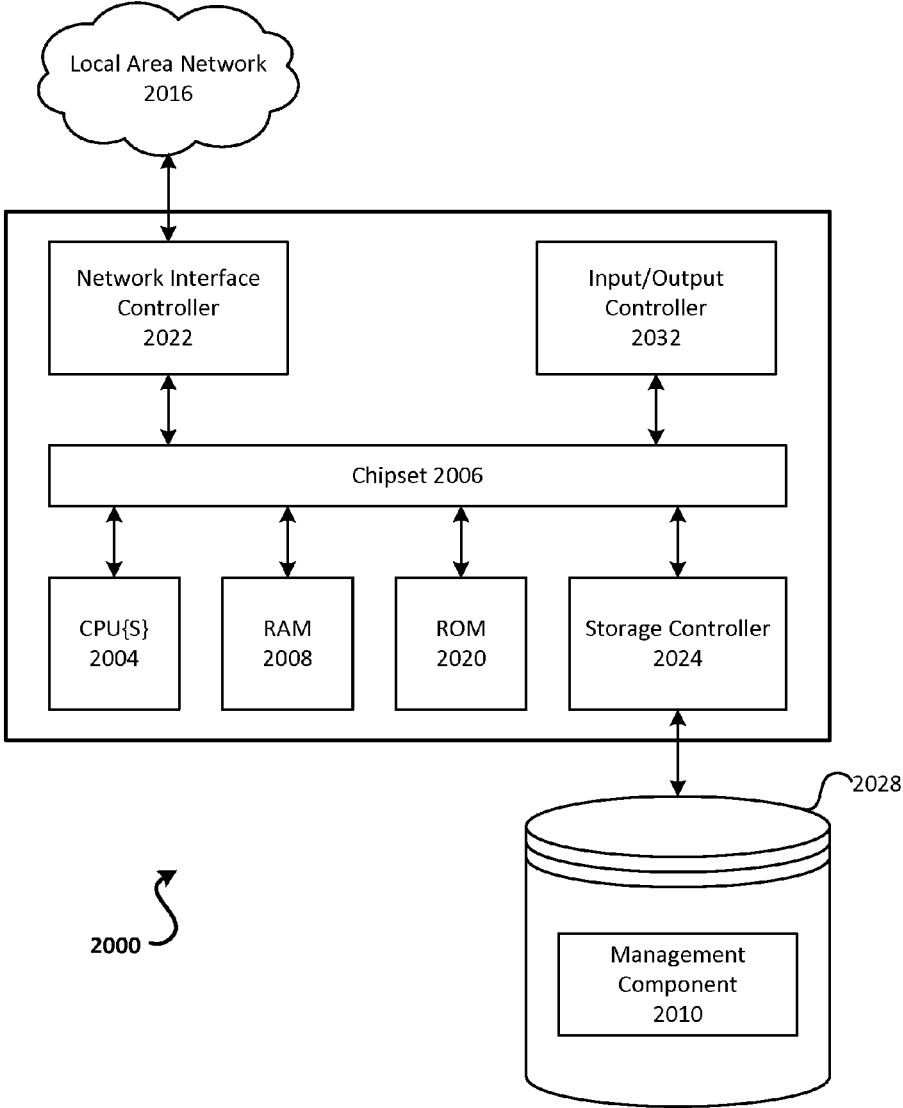 Local Area Network
2016
Network Interface
Controller
2022
Input/Output
Controller
2032
Chipset 2006
CPU{S}
2004
RAM
2008
ROM
2020
Storage Controller
2024
2028
2000
Management
Component
2010